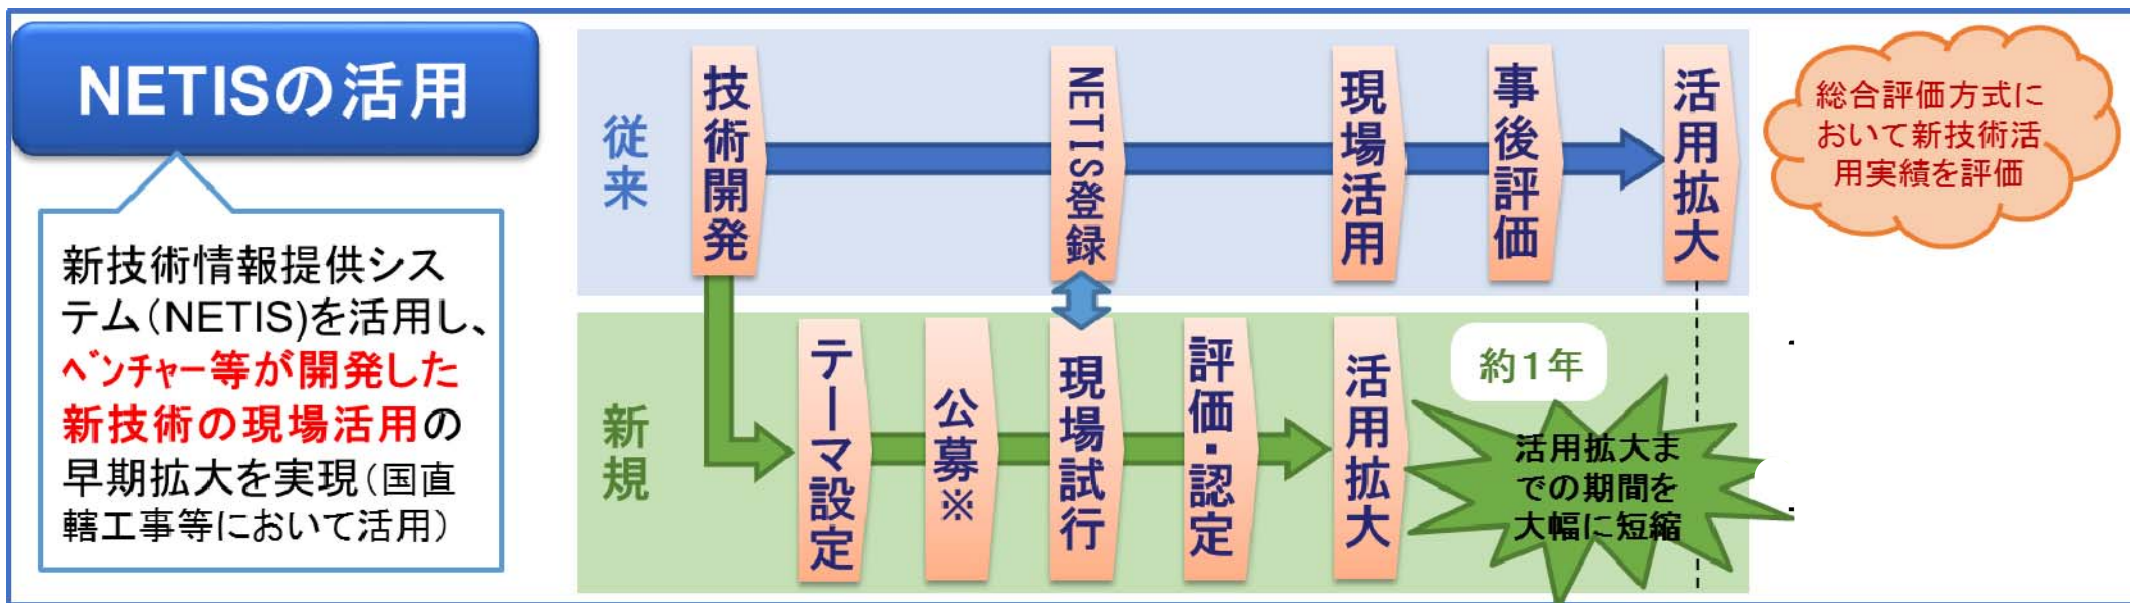 NETISの活用
新技術情報提供シス
テム(NETIS)を活用し、
ベンチャー等が開発した
新技術の現場活用の
早期拡大を実現(国直
轄工事等において活用)
従来
技術開発
NETIS登録
現場活用
事後評価
活用拡大
総合評価方式に
おいて新技術活
用実績を評価
新規
テーマ設定
公募※
現場試行
評価・認定
活用拡大
約1年
活用拡大ま
での期間を
大幅に短縮